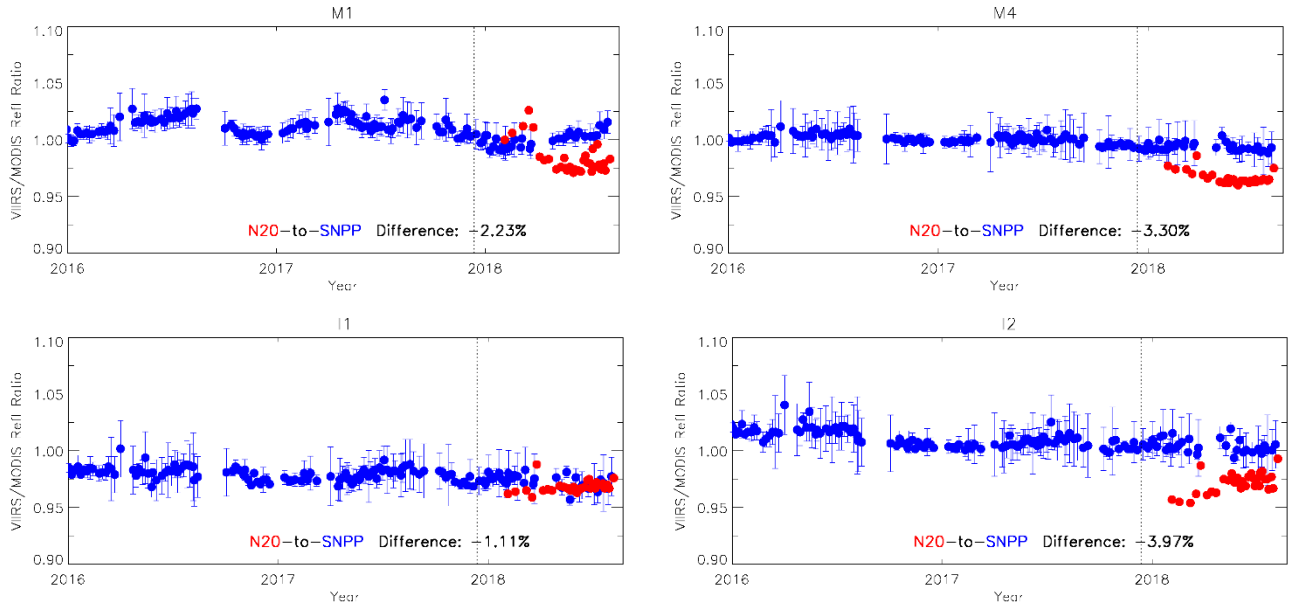 M1
VIIRS/MODIS Refl Ratio
1.10
1.05
1.00
0.95
0.90
N20-to-SNPP Difference: -2.23%
2016 2017 2018
Year
M4
VIIRS/MODIS Refl Ratio
1.10
1.05
1.00
0.95
0.90
N20-to-SNPP Difference: -3.30%
2016 2017 2018
Year
I1
VIIRS/MODIS Refl Ratio
1.10
1.05
1.00
0.95
0.90
N20-to-SNPP Difference: -1.11%
2016 2017 2018
Year
I2
VIIRS/MODIS Refl Ratio
1.10
1.05
1.00
0.95
0.90
N20-to-SNPP Difference: -3.97%
2016 2017 2018
Year